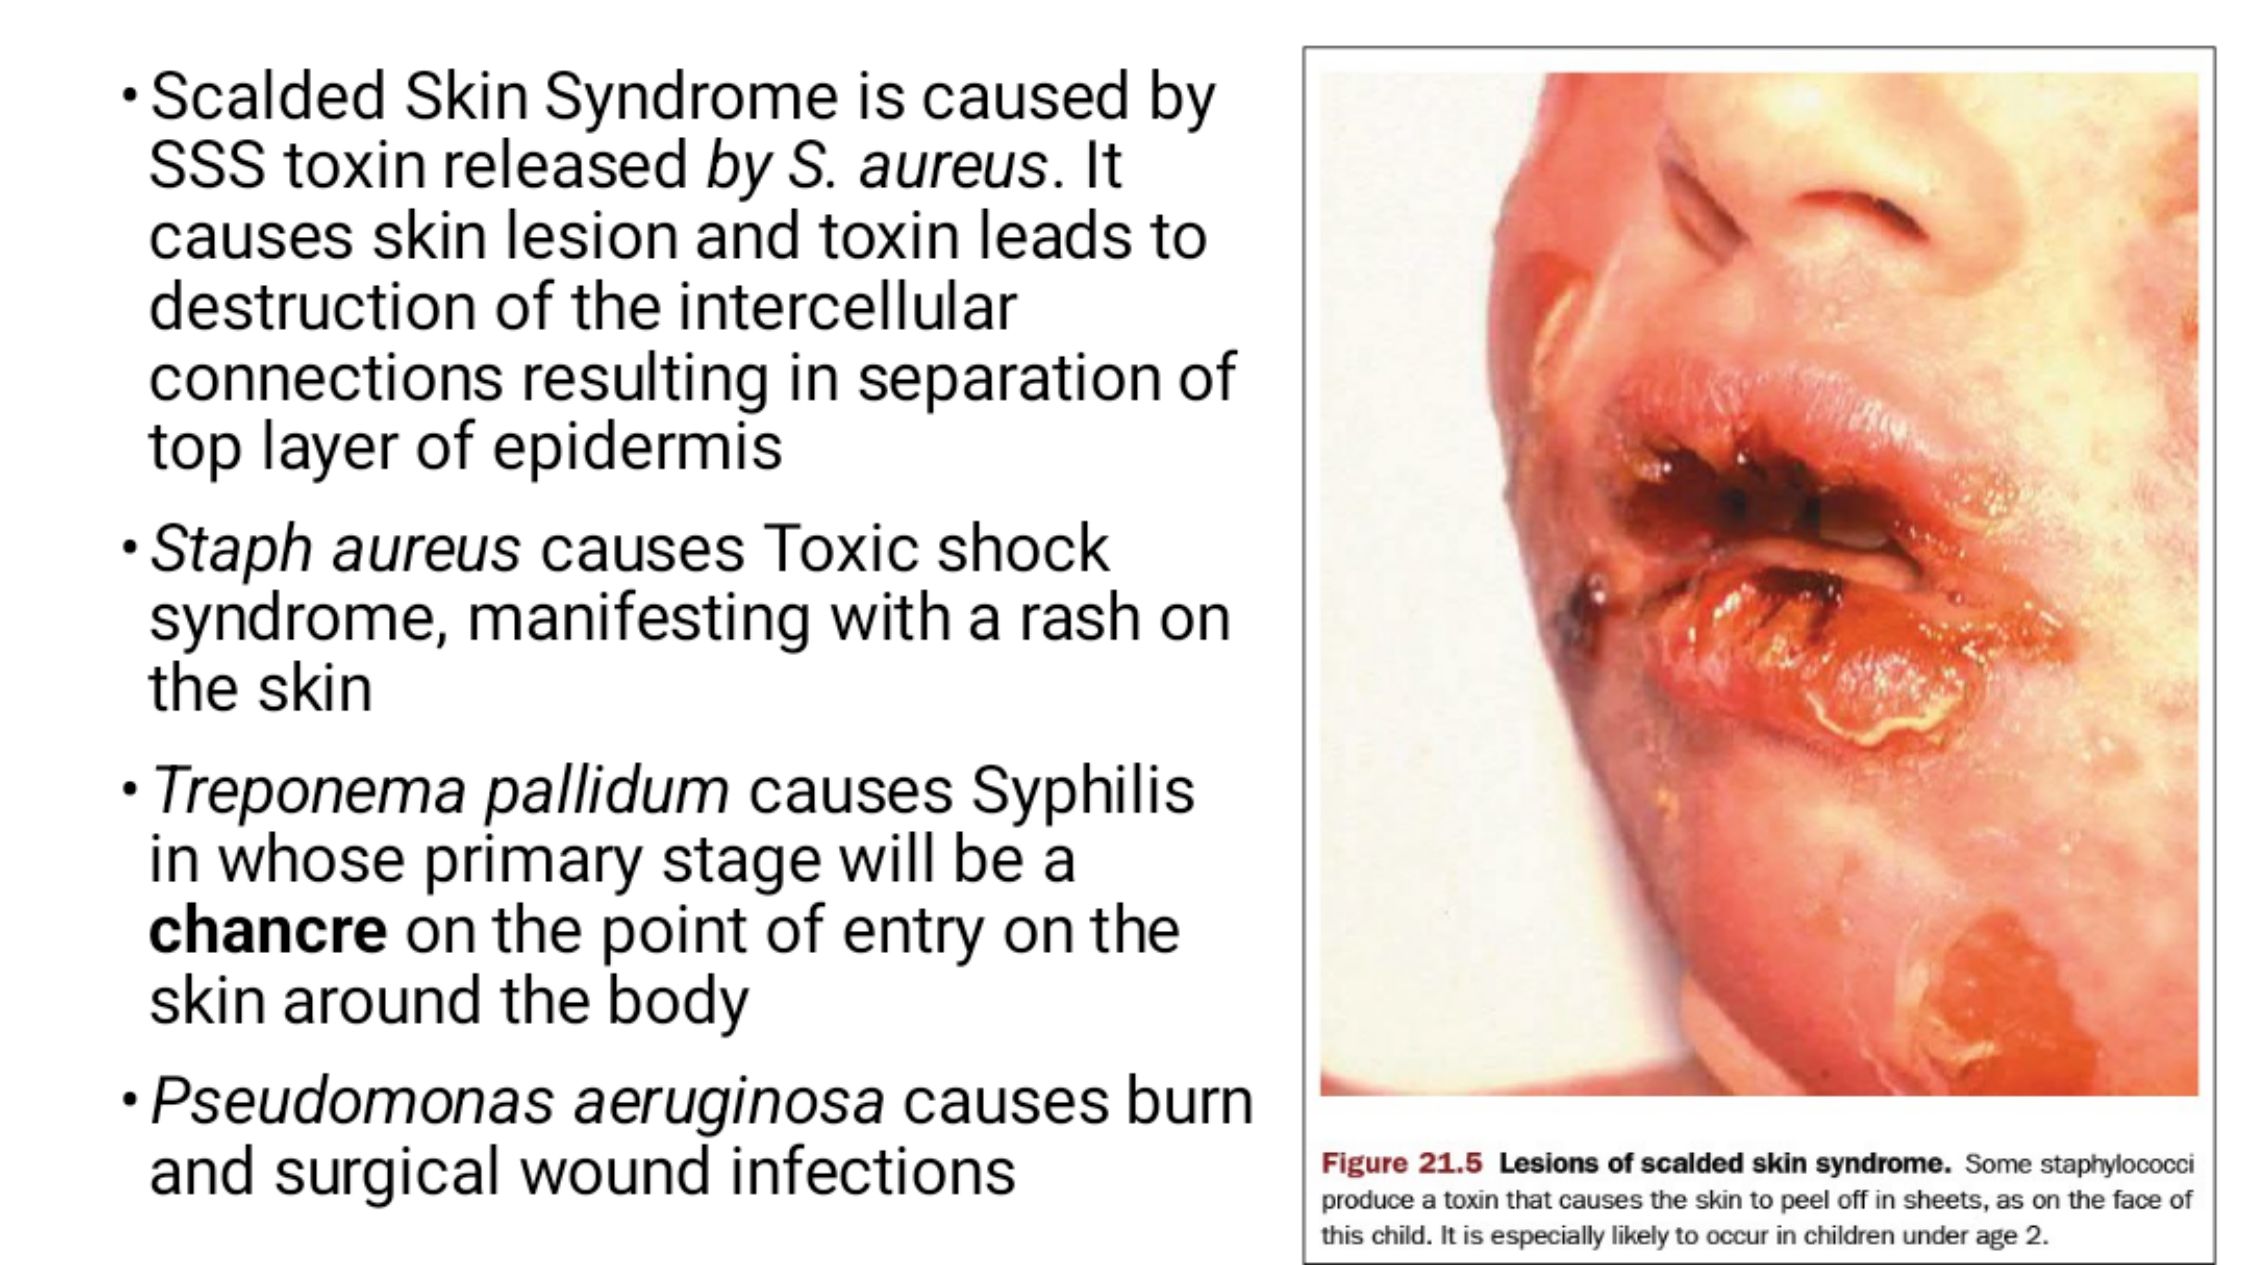 • Scalded Skin Syndrome is caused by
SSS toxin released by S. aureus. It
causes skin lesion and toxin leads to
destruction of the intercellular
connections resulting in separation of
top layer of epidermis
• Staph aureus causes Toxic shock
syndrome, manifesting with a rash on
the skin
• Treponema pallidum causes Syphilis
in whose primary stage will be a
chancre on the point of entry on the
skin around the body
• Pseudomonas aeruginosa causes burn
and surgical wound infections
Figure 21.5 Lesions of scalded skin syndrome. Some staphylococci
produce a toxin that causes the skin to peel off in sheets, as on the face of
this child. It is especially likely to occur in children under age 2.